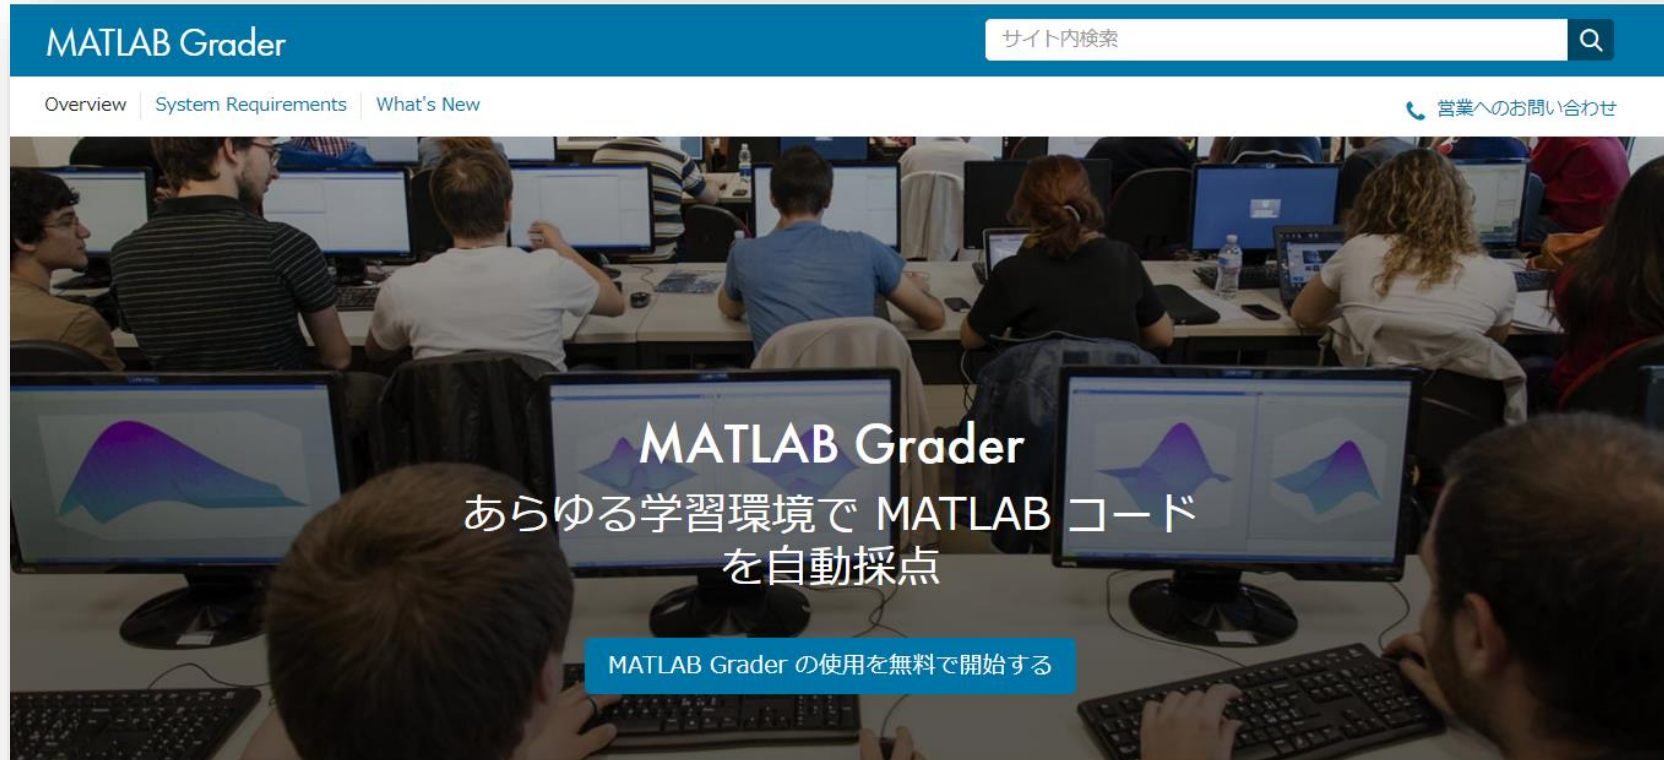 MATLAB Grader
サイト内検索
Overview
System Requirements
What's New
営業へのお問い合わせ
MATLAB Grader
あらゆる学習環境で MATLAB コード
を自動採点
MATLAB Grader の使用を無料で開始する